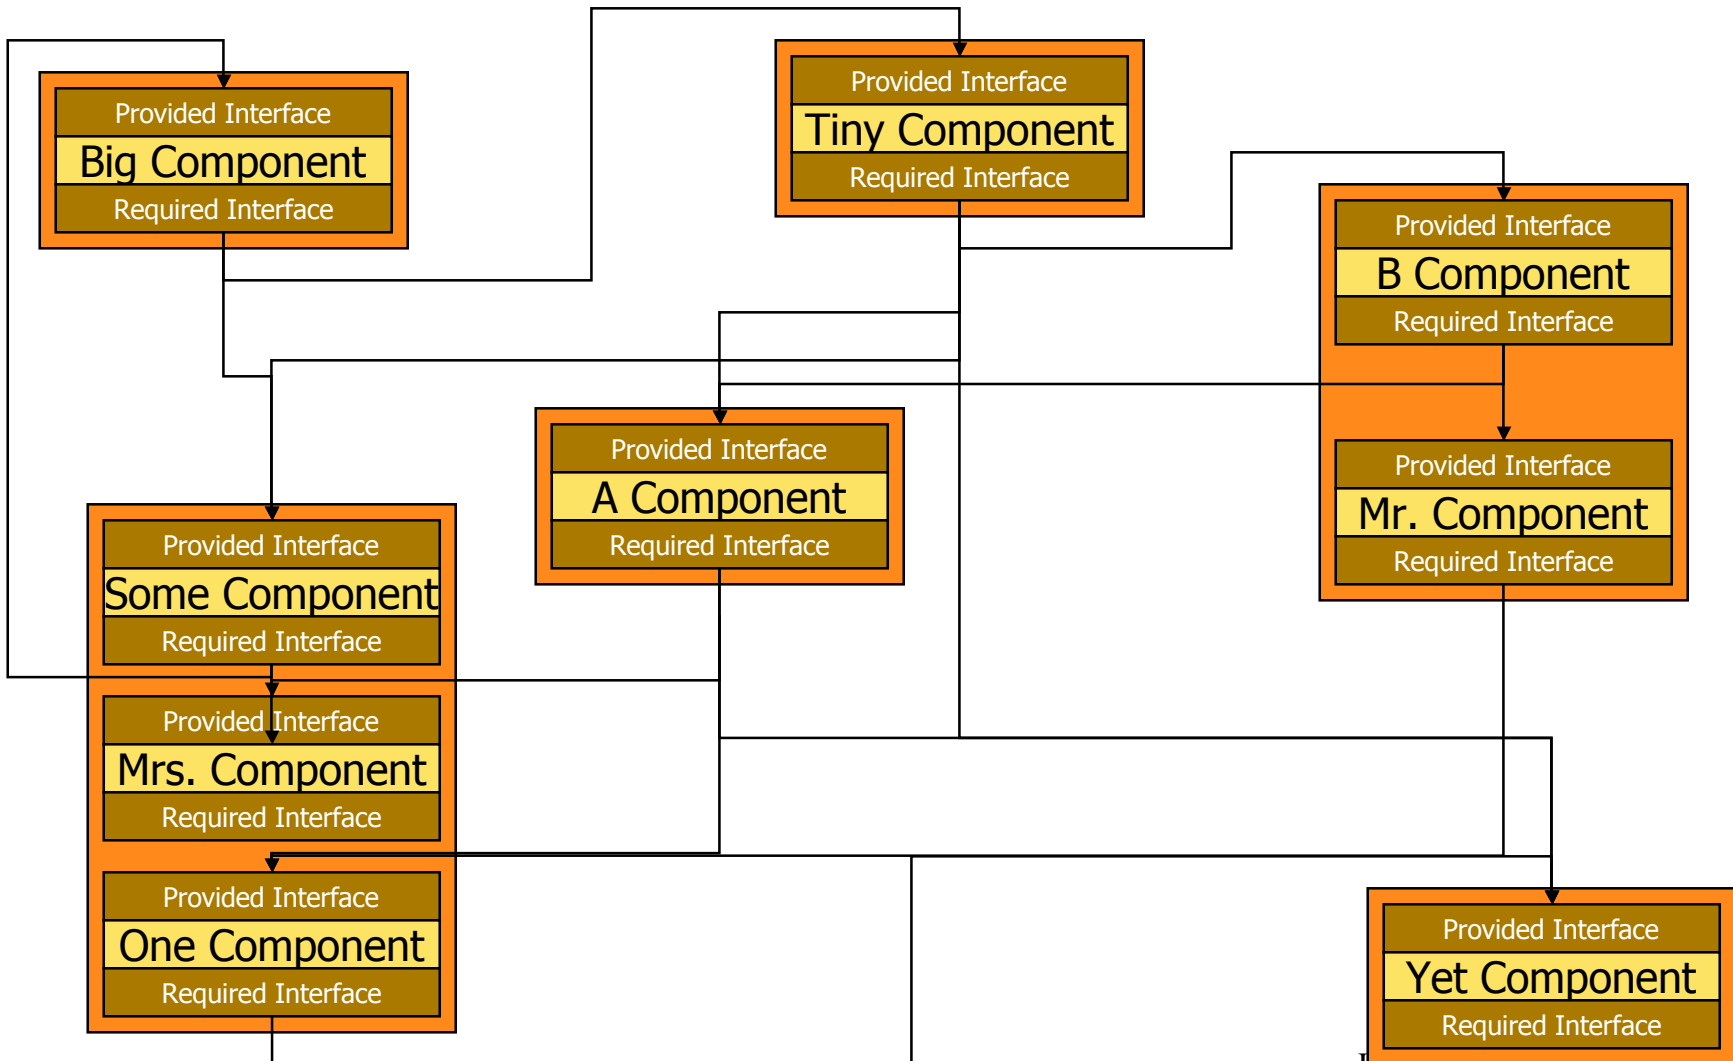 Provided Interface
Big Component
Required Interface
Provided Interface
Tiny Component
Required Interface
Provided Interface
B Component
Required Interface
Provided Interface
A Component
Required Interface
Provided Interface
Mr. Component
Required Interface
Provided Interface
Some Component
Required Interface
Provided Interface
Mrs. Component
Required Interface
Provided Interface
One Component
Required Interface
Provided Interface
Yet Component
Required Interface